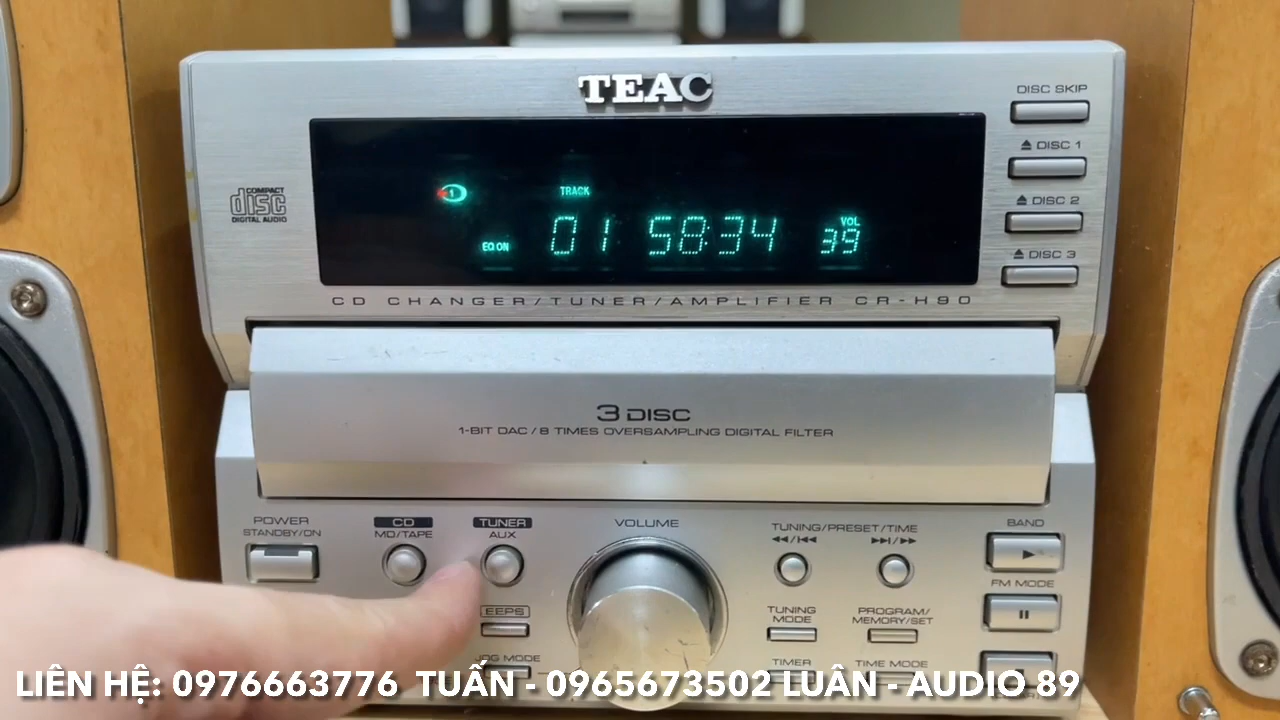 TEAC
DISC SKIP
DISC 1
DISC 2
DISC 3
COMPACT
disc
DIGITAL AUDIO
1
TRACK
VOL
EQ ON
01 58:34 39
CD CHANGER/TUNER/AMPLIFIER CR-H90
3 DISC
1-BIT DAC / 8 TIMES OVERSAMPLING DIGITAL FILTER
POWER
STANDBY/ON
CD
MD/TAPE
TUNER
AUX
VOLUME
TUNING/PRESET/TIME
BAND
FM MODE
EEPS
TUNING
MODE
PROGRAM/
MEMORY/SET
JOG MODE
TIMER
TIME MODE
LIÊN HỆ: 0976663776 TUẤN - 0965673502 LUÂN - AUDIO 89